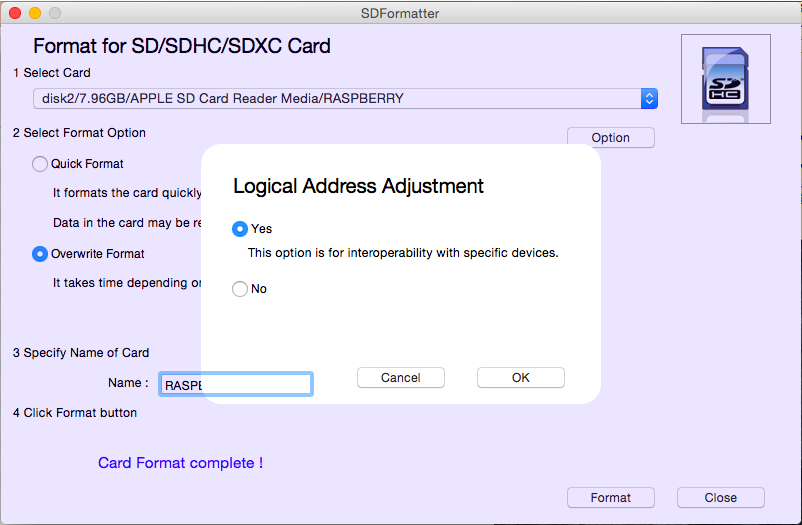 SDFormatter
Format for SD/SDHC/SDXC Card
1 Select Card
disk2/7.96GB/APPLE SD Card Reader Media/RASPBERRY
SD
HC
2 Select Format Option
Option
Quick Format
It formats the card quickly
Data in the card may be re
Overwrite Format
It takes time depending or
Logical Address Adjustment
Yes
This option is for interoperability with specific devices.
No
Cancel
OK
3 Specify Name of Card
Name :
RASPBE
4 Click Format button
Card Format complete !
Format
Close